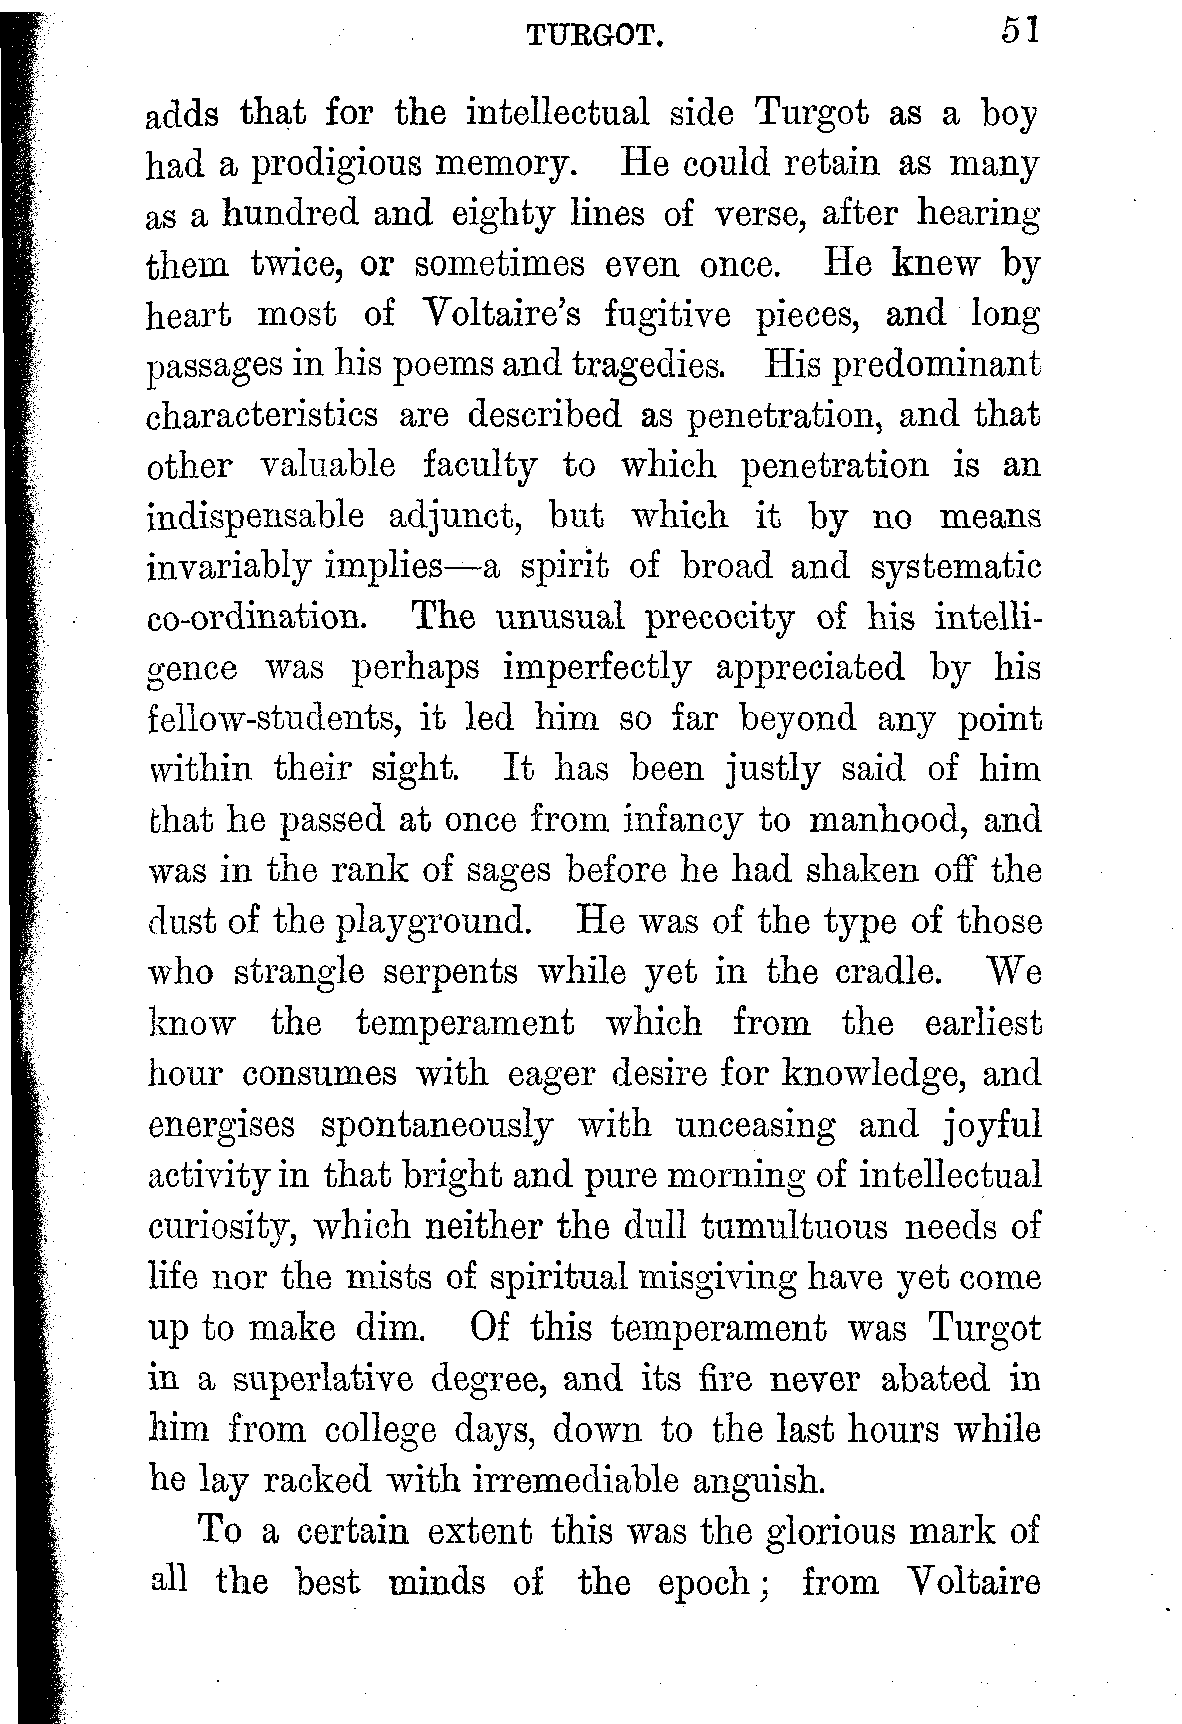 TURGOT. 51
adds that for the intellectual side Turgot as a boy
had a prodigious memory. He could retain as many
as a hundred and eighty lines of verse, after hearing
them twice, or sometimes even once. He knew by
heart most of Voltaire's fugitive pieces, and long
passages in his poems and tragedies. His predominant
characteristics are described as penetration, and that
other valuable faculty to which penetration is an
indispensable adjunct, but which it by no means
invariably implies—a spirit of broad and systematic
co-ordination. The unusual precocity of his intelli-
gence was perhaps imperfectly appreciated by his
fellow-students, it led him so far beyond any point
within their sight. It has been justly said of him
that he passed at once from infancy to manhood, and
was in the rank of sages before he had shaken off the
dust of the playground. He was of the type of those
who strangle serpents while yet in the cradle. We
know the temperament which from the earliest
hour consumes with eager desire for knowledge, and
energises spontaneously with unceasing and joyful
activity in that bright and pure morning of intellectual
curiosity, which neither the dull tumultuous needs of
life nor the mists of spiritual misgiving have yet come
up to make dim. Of this temperament was Turgot
in a superlative degree, and its fire never abated in
him from college days, down to the last hours while
he lay racked with irremediable anguish.
To a certain extent this was the glorious mark of
all the best minds of the epoch; from Voltaire